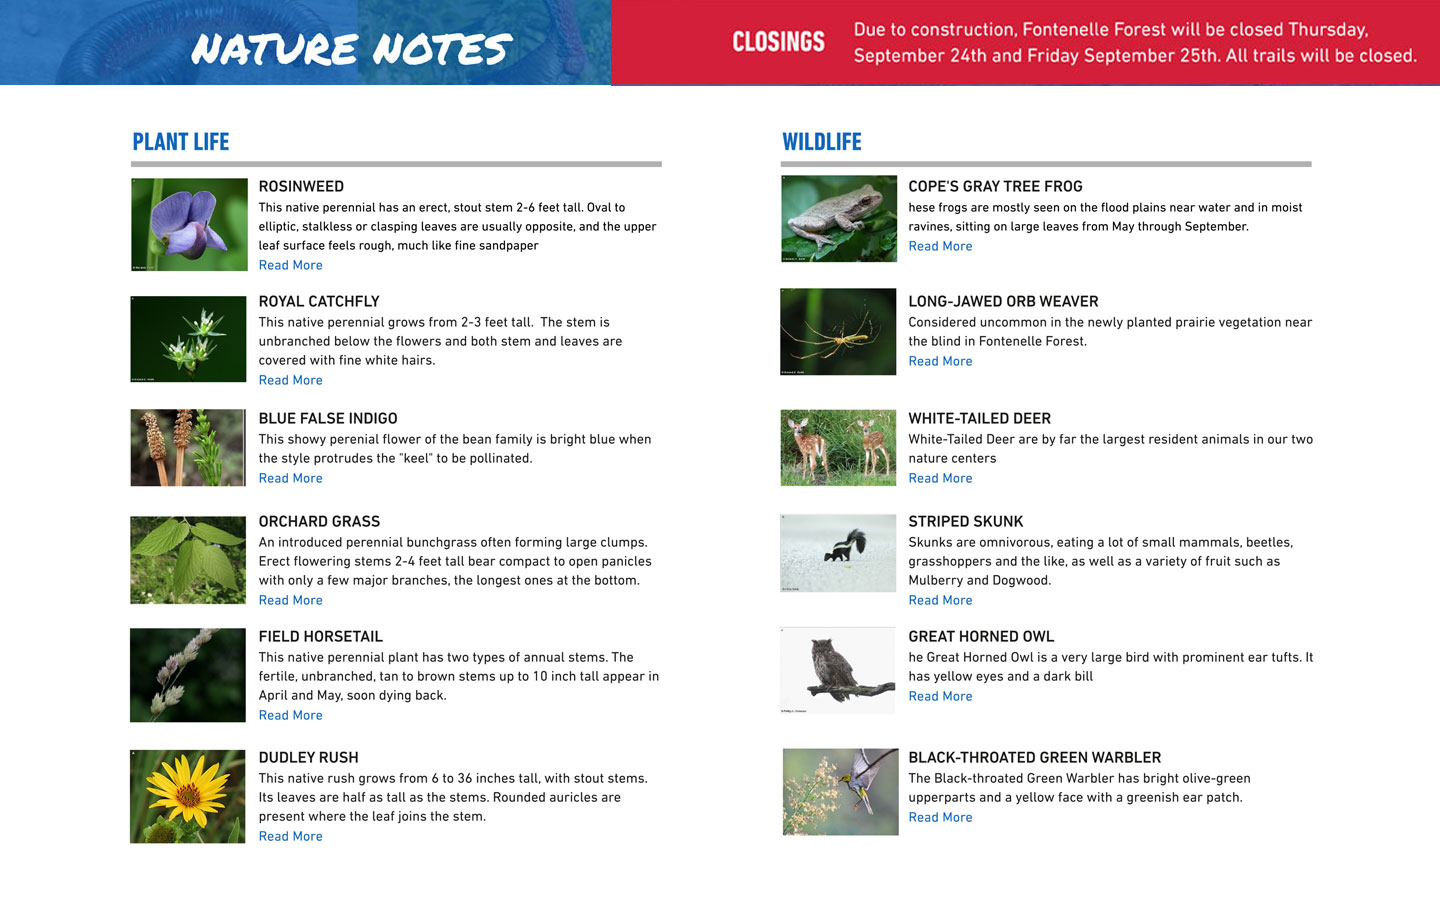 NATURE NOTES
CLOSINGS
Due to construction, Fontenelle Forest will be closed Thursday,
September 24th and Friday September 25th. All trails will be closed.
PLANT LIFE
ROSINWEED
This native perennial has an erect, stout stem 2-6 feet tall. Oval to
elliptic, stalkless or clasping leaves are usually opposite, and the upper
leaf surface feels rough, much like fine sandpaper
Read More
ROYAL CATCHFLY
This native perennial grows from 2-3 feet tall. The stem is
unbranched below the flowers and both stem and leaves are
covered with fine white hairs.
Read More
BLUE FALSE INDIGO
This showy perenial flower of the bean family is bright blue when
the style protrudes the "keel" to be pollinated.
Read More
ORCHARD GRASS
An introduced perennial bunchgrass often forming large clumps.
Erect flowering stems 2-4 feet tall bear compact to open panicles
with only a few major branches, the longest ones at the bottom.
Read More
FIELD HORSETAIL
This native perennial plant has two types of annual stems. The
fertile, unbranched, tan to brown stems up to 10 inch tall appear in
April and May, soon dying back.
Read More
DUDLEY RUSH
This native rush grows from 6 to 36 inches tall, with stout stems.
Its leaves are half as tall as the stems. Rounded auricles are
present where the leaf joins the stem.
Read More
WILDLIFE
COPE'S GRAY TREE FROG
hese frogs are mostly seen on the flood plains near water and in moist
ravines, sitting on large leaves from May through September.
Read More
LONG-JAWED ORB WEAVER
Considered uncommon in the newly planted prairie vegetation near
the blind in Fontenelle Forest.
Read More
WHITE-TAILED DEER
White-Tailed Deer are by far the largest resident animals in our two
nature centers
Read More
STRIPED SKUNK
Skunks are omnivorous, eating a lot of small mammals, beetles,
grasshoppers and the like, as well as a variety of fruit such as
Mulberry and Dogwood.
Read More
GREAT HORNED OWL
he Great Horned Owl is a very large bird with prominent ear tufts. It
has yellow eyes and a dark bill
Read More
BLACK-THROATED GREEN WARBLER
The Black-throated Green Warbler has bright olive-green
upperparts and a yellow face with a greenish ear patch.
Read More